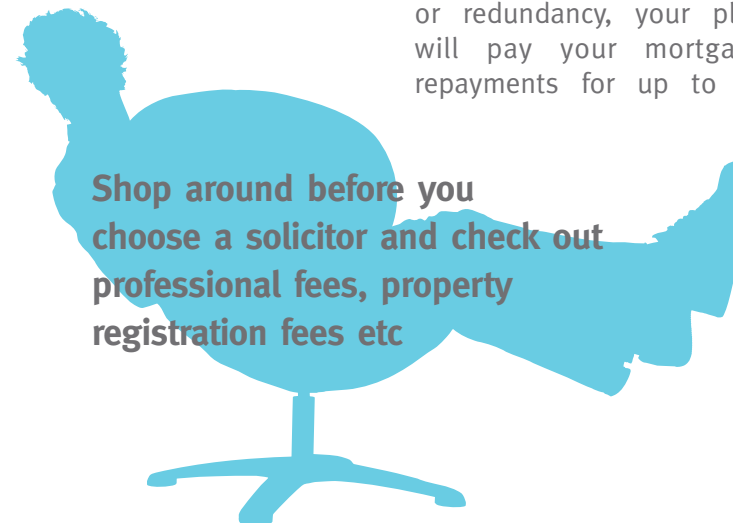 or redundancy, your
will pay your
repayments for up to
Shop around before you
choose a solicitor and check out
professional fees, property
registration fees etc